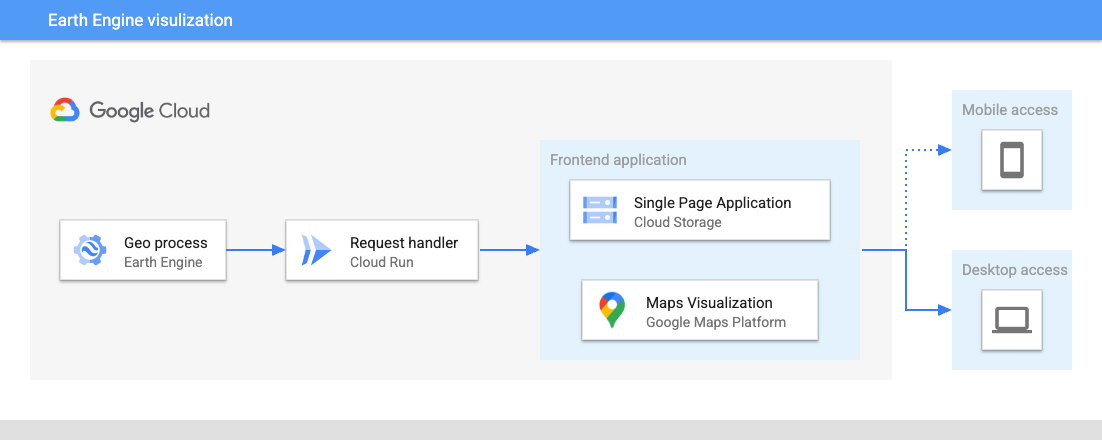 Earth Engine visulization
Google Cloud
Geo process
Earth Engine
Request handler
Cloud Run
Frontend application
Single Page Application
Cloud Storage
Maps Visualization
Google Maps Platform
Mobile access
Desktop access